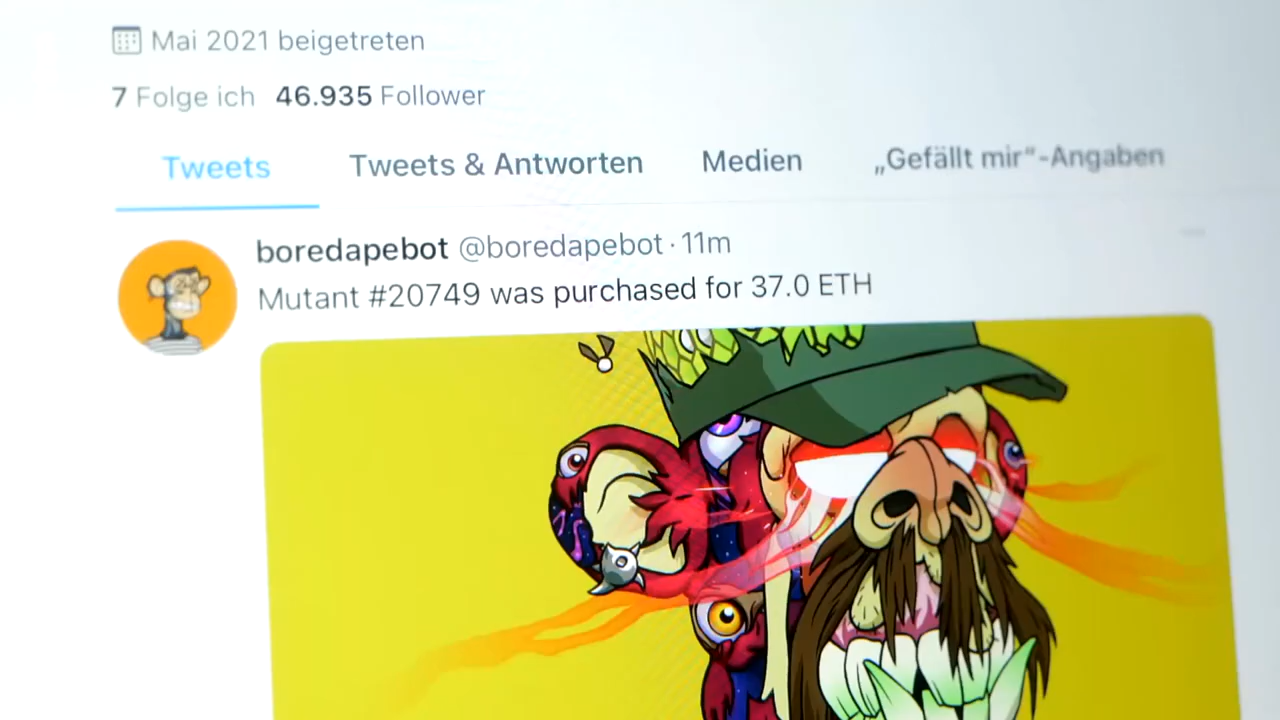 Mai 2021 beigetreten
7 Folge ich 46.935 Follower
Tweets Tweets & Antworten Medien „Gefällt mir“-Angaben
boredapebot @boredapebot · 11m
Mutant #20749 was purchased for 37.0 ETH